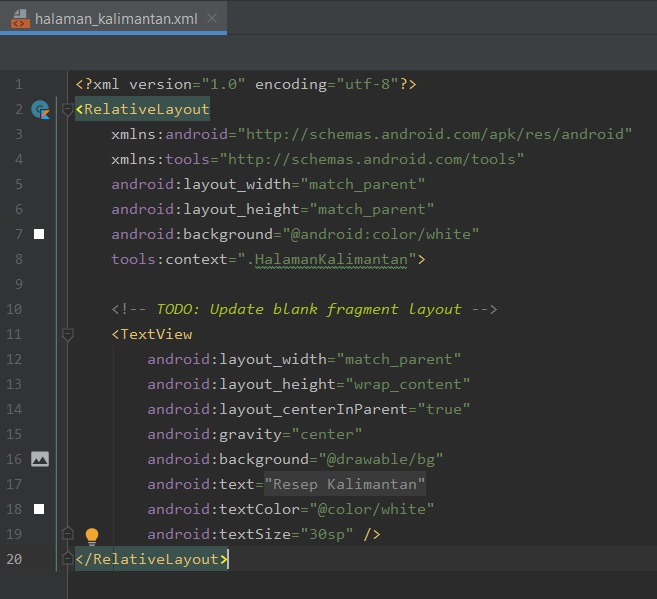 halaman_kalimantan.xml
1 <?xml version="1.0" encoding="utf-8"?>
2 <RelativeLayout
3 xmlns:android="http://schemas.android.com/apk/res/android"
4 xmlns:tools="http://schemas.android.com/tools"
5 android:layout_width="match_parent"
6 android:layout_height="match_parent"
7 android:background="@android:color/white"
8 tools:context=".HalamanKalimantan">
9
10 <!-- TODO: Update blank fragment layout -->
11 <TextView
12 android:layout_width="match_parent"
13 android:layout_height="wrap_content"
14 android:layout_centerInParent="true"
15 android:gravity="center"
16 android:background="@drawable/bg"
17 android:text="Resep Kalimantan"
18 android:textColor="@color/white"
19 android:textSize="30sp" />
20 </RelativeLayout>